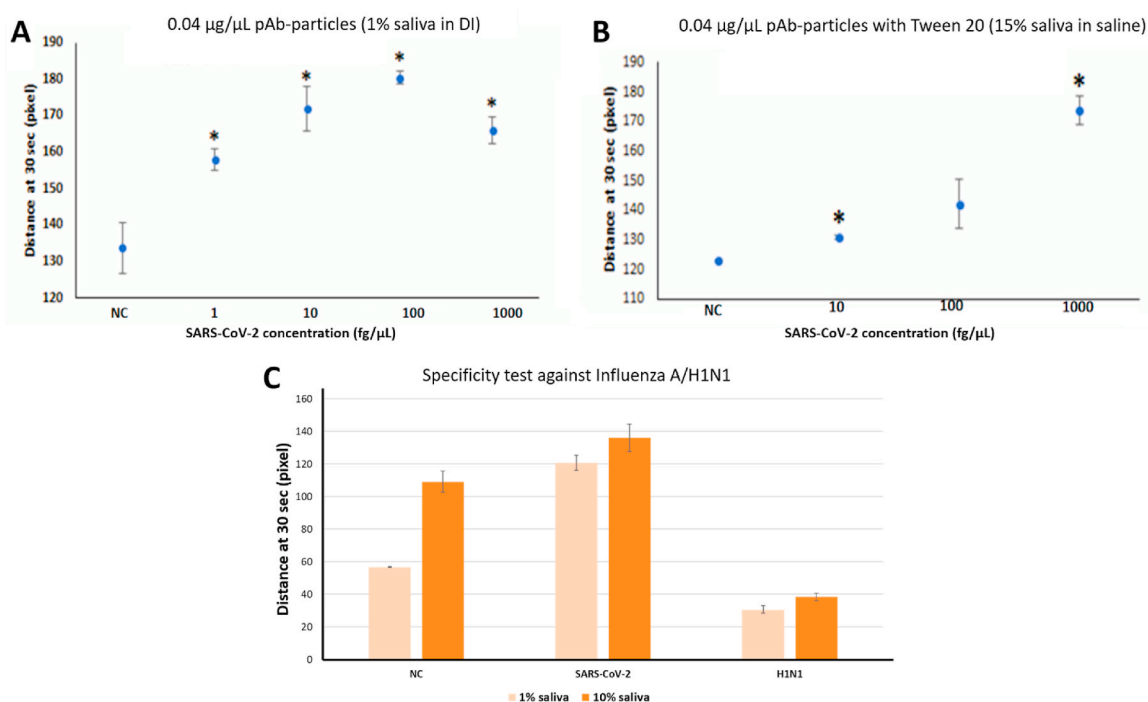 A
0.04 µg/µL pAb-particles (1% saliva in DI)
190
180
170
160
150
140
130
120
Distance at 30 sec (pixel)
*
*
*
*
NC 1 10 100 1000
SARS-CoV-2 concentration (fg/µL)
B
0.04 µg/µL pAb-particles with Tween 20 (15% saliva in saline)
190
180
170
160
150
140
130
120
110
Distance at 30 sec (pixel)
*
*
NC 10 100 1000
SARS-CoV-2 concentration (fg/µL)
C
Specificity test against Influenza A/H1N1
160
140
120
100
80
60
40
20
0
Distance at 30 sec (pixel)
NC SARS-CoV-2 H1N1
1% saliva 10% saliva